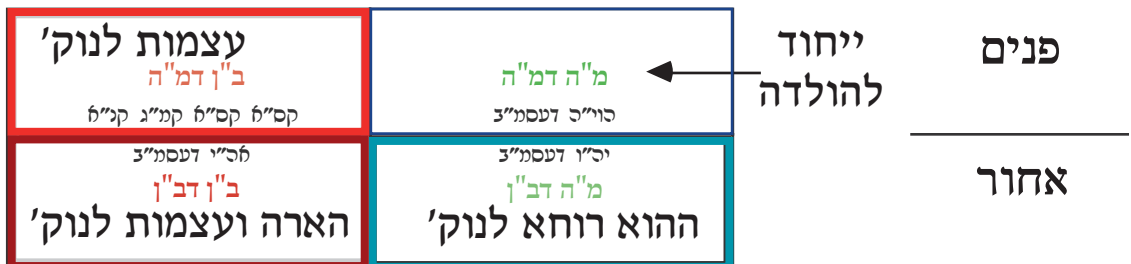 פנים
אחור
ייחוד
להולדה
מ"ה דמ"ה
הוי"ה דעסמ"ב
עצמות לנוק'
ב"ן דמ"ה
קס"א קס"א קמ"ג קנ"א
יה"ו דעסמ"ב
מ"ה דב"ן
ההוא רוחא לנוק'
אה"י דעסמ"ב
ב"ן דב"ן
הארה ועצמות לנוק'